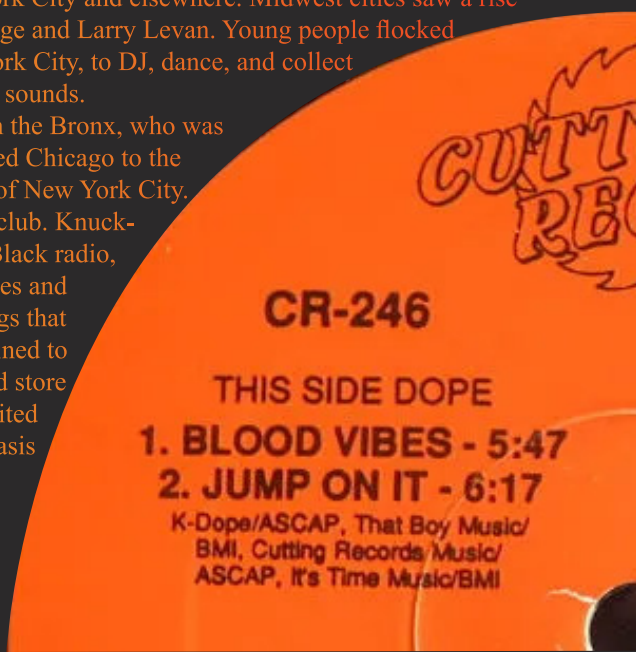 rk City and elsewhere. Midwest cities saw a rise
ge and Larry Levan. Young people flocked
ork City, to DJ, dance, and collect
sounds.
n the Bronx, who was
ed Chicago to the
of New York City.
club. Knuck-
Black radio,
es and
gs that
ned to
d store
ited
asis
CUTT
REC
CR-246
THIS SIDE DOPE
1. BLOOD VIBES - 5:47
2. JUMP ON IT - 6:17
K-Dope/ASCAP, That Boy Music/
BMI, Cutting Records Music/
ASCAP, It's Time Music/BMI